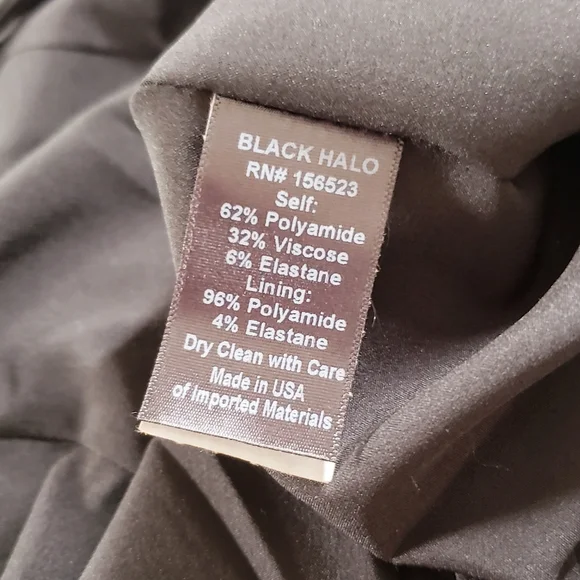 BLACK HALO
RN# 156523
Self:
62% Polyamide
32% Viscose
6% Elastane
Lining:
96% Polyamide
4% Elastane
Dry Clean with Care
Made in USA
of Imported Materials